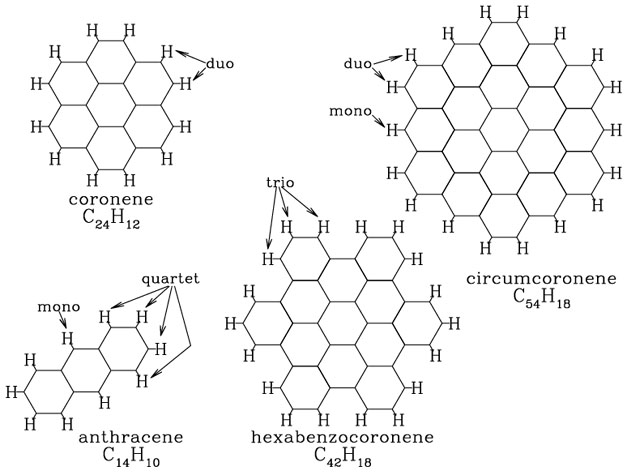 H H
H H
duo
H H
H H
H H
H H
coronene
C24H12
H H
H H
duo
H H
H H
mono
H H
H H
H H
H H
H H
circumcoronene
C54H18
trio
H H H H
H H
H H
H H
H H
H H
H H H H
hexabenzocoronene
C42H18
quartet
mono
H H
H
H H
H H
H
H H
anthracene
C14H10